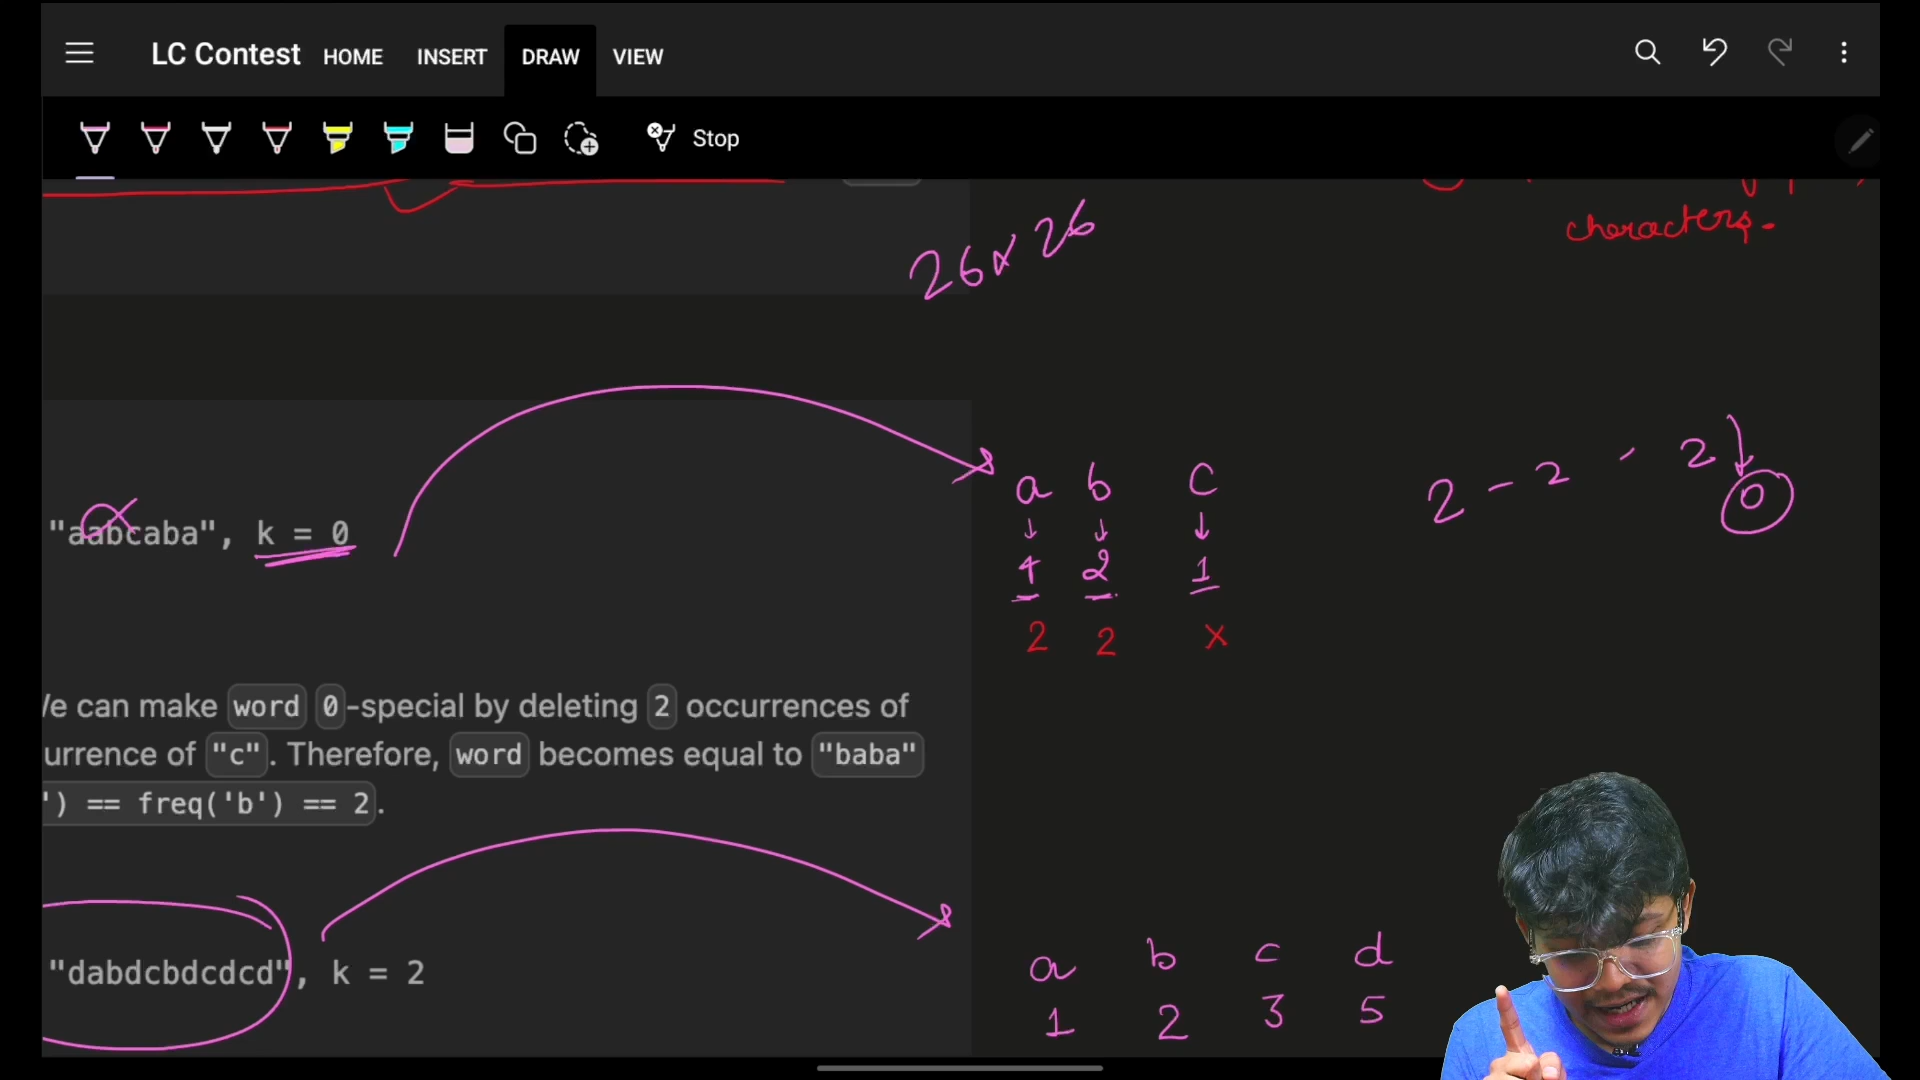 LC Contest HOME INSERT DRAW VIEW
Stop
characters.
26 x 26
a b c
4 2 1
2 2 x
2 - 2 - 2
0
"aabcaba", k = 0
/e can make word 0-special by deleting 2 occurrences of
urrence of "c". Therefore, word becomes equal to "baba"
') == freq('b') == 2.
"dabdcbdcdcd", k = 2
a b c d
1 2 3 5